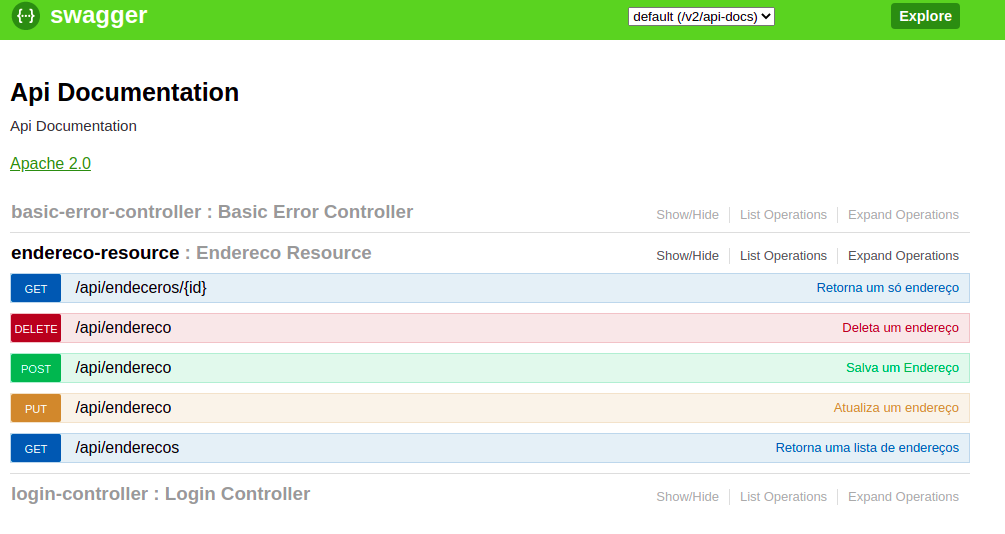 swagger default (/v2/api-docs) Explore
Api Documentation
Api Documentation
Apache 2.0
basic-error-controller : Basic Error Controller Show/Hide List Operations Expand Operations
endereco-resource : Endereco Resource Show/Hide List Operations Expand Operations
GET /api/endeceros/{id} Retorna um só endereço
DELETE /api/endereco Deleta um endereço
POST /api/endereco Salva um Endereço
PUT /api/endereco Atualiza um endereço
GET /api/enderecos Retorna uma lista de endereços
login-controller : Login Controller Show/Hide List Operations Expand Operations